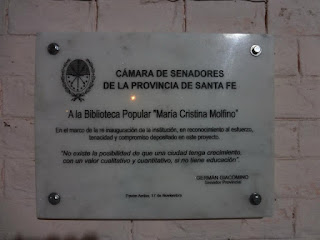 CÁMARA DE SENADORES
DE LA PROVINCIA DE SANTA FE
A la Biblioteca Popular "María Cristina Molfino"
En el marco de la re inauguración de la institución, en reconocimiento al esfuerzo,
tenacidad y compromiso depositado en este proyecto.
"No existe la posibilidad de que una ciudad tenga crecimiento,
con un valor cualitativo y cuantitativo, si no tiene educación".
GERMÁN GIACOMINO
Senador Provincial
11 de Noviembre